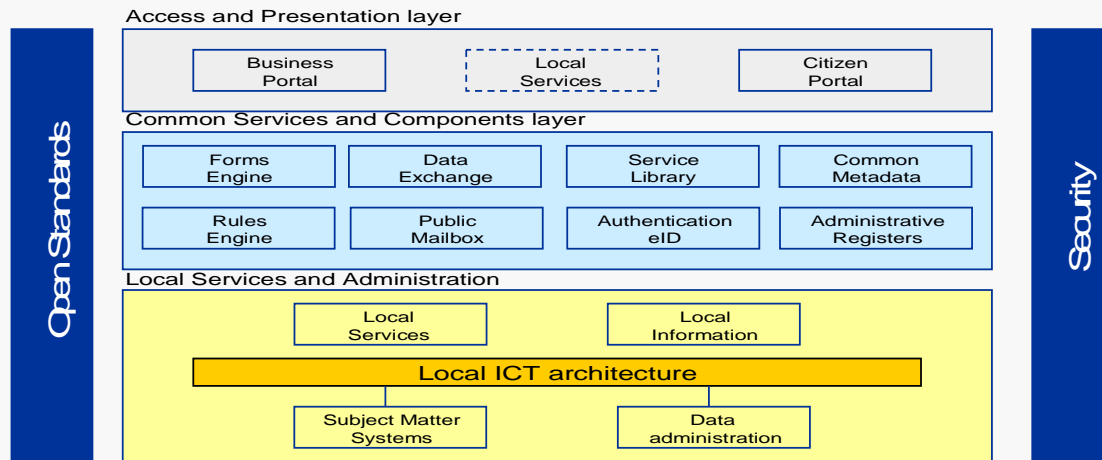 Access and Presentation layer
Business
Portal
Local
Services
Citizen
Portal
Common Services and Components layer
Forms
Engine
Data
Exchange
Service
Library
Common
Metadata
Rules
Engine
Public
Mailbox
Authentication
eID
Administrative
Registers
Local Services and Administration
Local
Services
Local
Information
Local ICT architecture
Subject Matter
Systems
Data
administration
Open Standards
Security